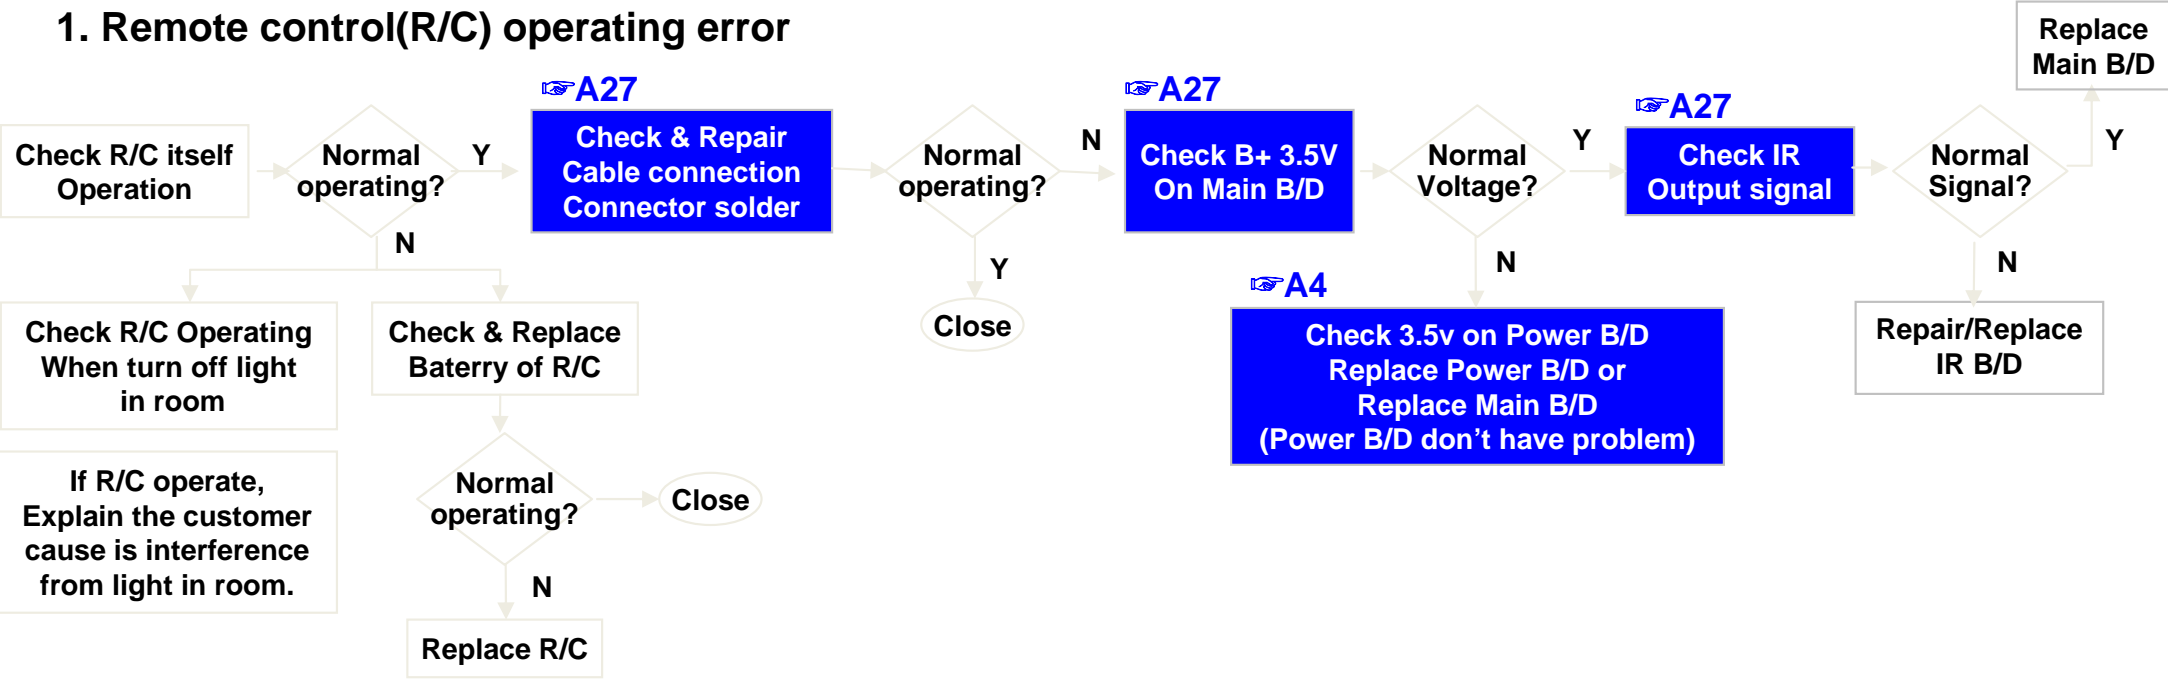 1. Remote control(R/C) operating error
Replace
Main B/D
☞A27
☞A27
☞A27
Check R/C itself
Operation
Normal
operating?
Y
Check & Repair
Cable connection
Connector solder
Normal
operating?
N
Check B+ 3.5V
On Main B/D
Normal
Voltage?
Y
Check IR
Output signal
Normal
Signal?
Y
N
Y
Close
N
N
☞A4
Check R/C Operating
When turn off light
in room
Check & Replace
Baterry of R/C
Check 3.5v on Power B/D
Replace Power B/D or
Replace Main B/D
(Power B/D don't have problem)
Repair/Replace
IR B/D
If R/C operate,
Explain the customer
cause is interference
from light in room.
Normal
operating?
Close
N
Replace R/C